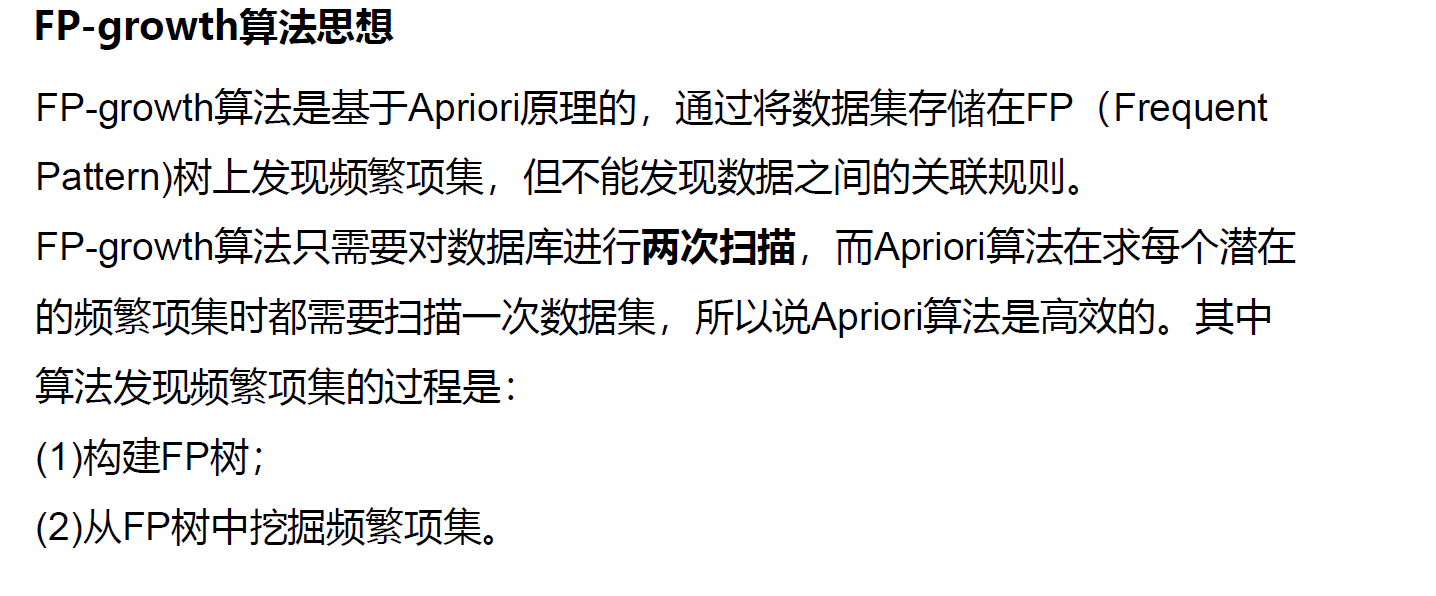 FP-growth算法思想
FP-growth算法是基于Apriori原理的，通过将数据集存储在FP（Frequent
Pattern)树上发现频繁项集，但不能发现数据之间的关联规则。
FP-growth算法只需要对数据库进行两次扫描，而Apriori算法在求每个潜在
的频繁项集时都需要扫描一次数据集，所以说Apriori算法是高效的。其中
算法发现频繁项集的过程是：
(1)构建FP树；
(2)从FP树中挖掘频繁项集。